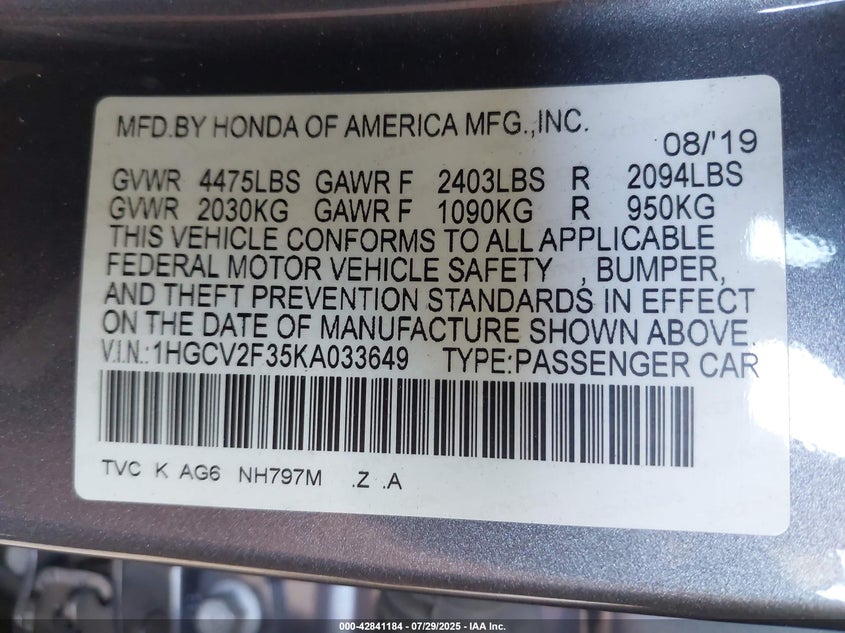 MFD.BY HONDA OF AMERICA MFG.,INC.
08/'19
GVWR 4475LBS GAWR F 2403LBS R 2094LBS
GVWR 2030KG GAWR F 1090KG R 950KG
THIS VEHICLE CONFORMS TO ALL APPLICABLE
FEDERAL MOTOR VEHICLE SAFETY , BUMPER,
AND THEFT PREVENTION STANDARDS IN EFFECT
ON THE DATE OF MANUFACTURE SHOWN ABOVE.
V.I.N.:1HGCV2F35KA033649 TYPE:PASSENGER CAR
TVC K AG6 NH797M .Z .A
000-42841184 - 07/29/2025 - IAA Inc.